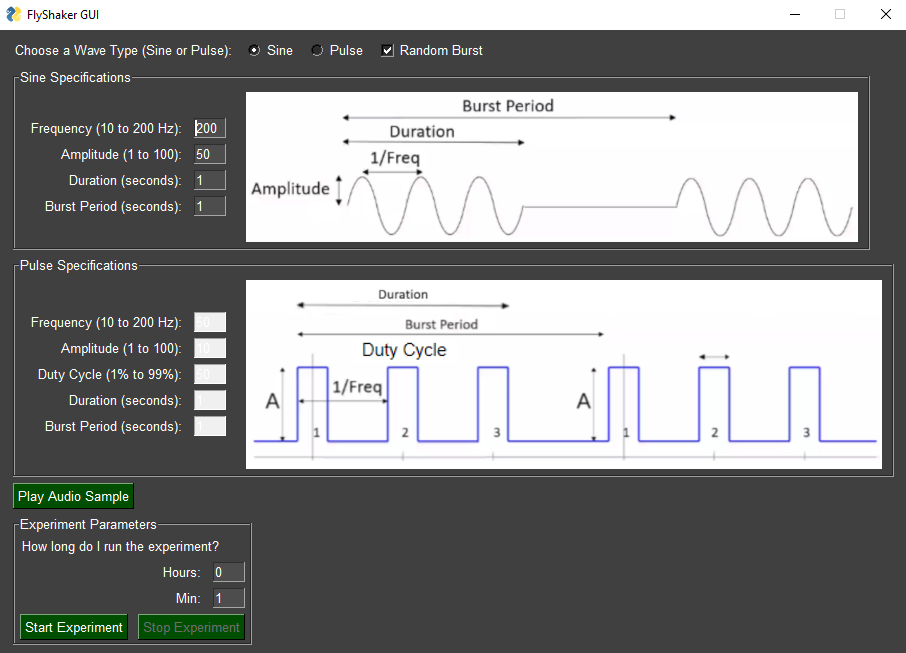 FlyShaker GUI
Choose a Wave Type (Sine or Pulse): Sine Pulse Random Burst
Sine Specifications
Frequency (10 to 200 Hz): 200
Amplitude (1 to 100): 50
Duration (seconds): 1
Burst Period (seconds): 1
Burst Period
Duration
1/Freq
Amplitude
Pulse Specifications
Frequency (10 to 200 Hz): 50
Amplitude (1 to 100): 10
Duty Cycle (1% to 99%): 50
Duration (seconds): 1
Burst Period (seconds): 1
Duration
Burst Period
Duty Cycle
1/Freq
A A
1 2 3 1 2 3
Play Audio Sample
Experiment Parameters
How long do I run the experiment?
Hours: 0
Min: 1
Start Experiment Stop Experiment